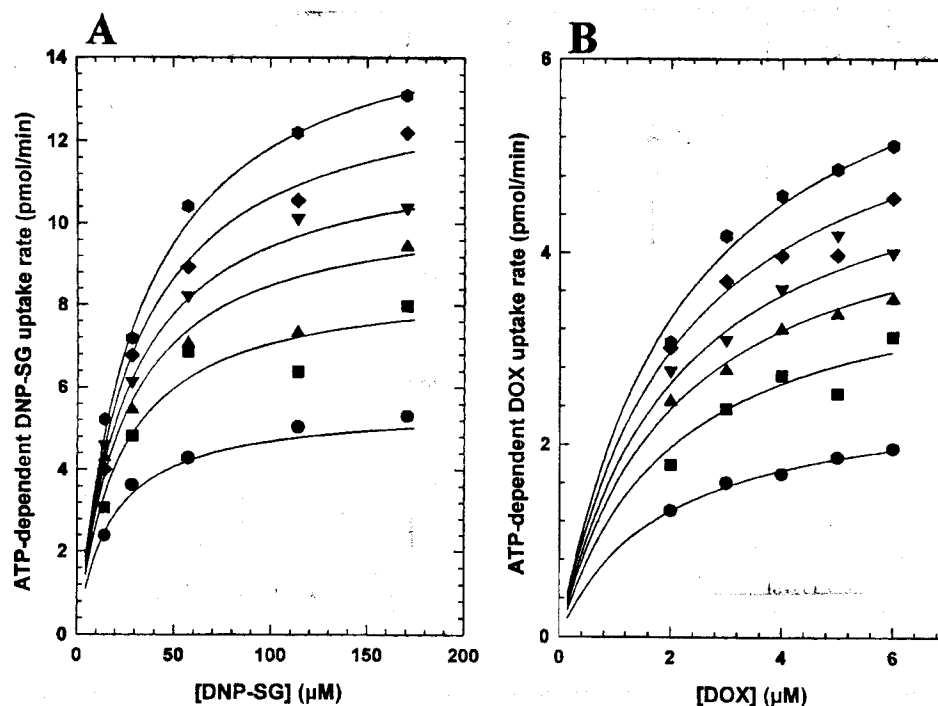 A
B
ATP-dependent DNP-SG uptake rate (pmol/min)
14
12
10
8
6
4
2
0
0 50 100 150 200
[DNP-SG] (µM)
ATP-dependent DOX uptake rate (pmol/min)
6
4
2
0
0 2 4 6
[DOX] (µM)